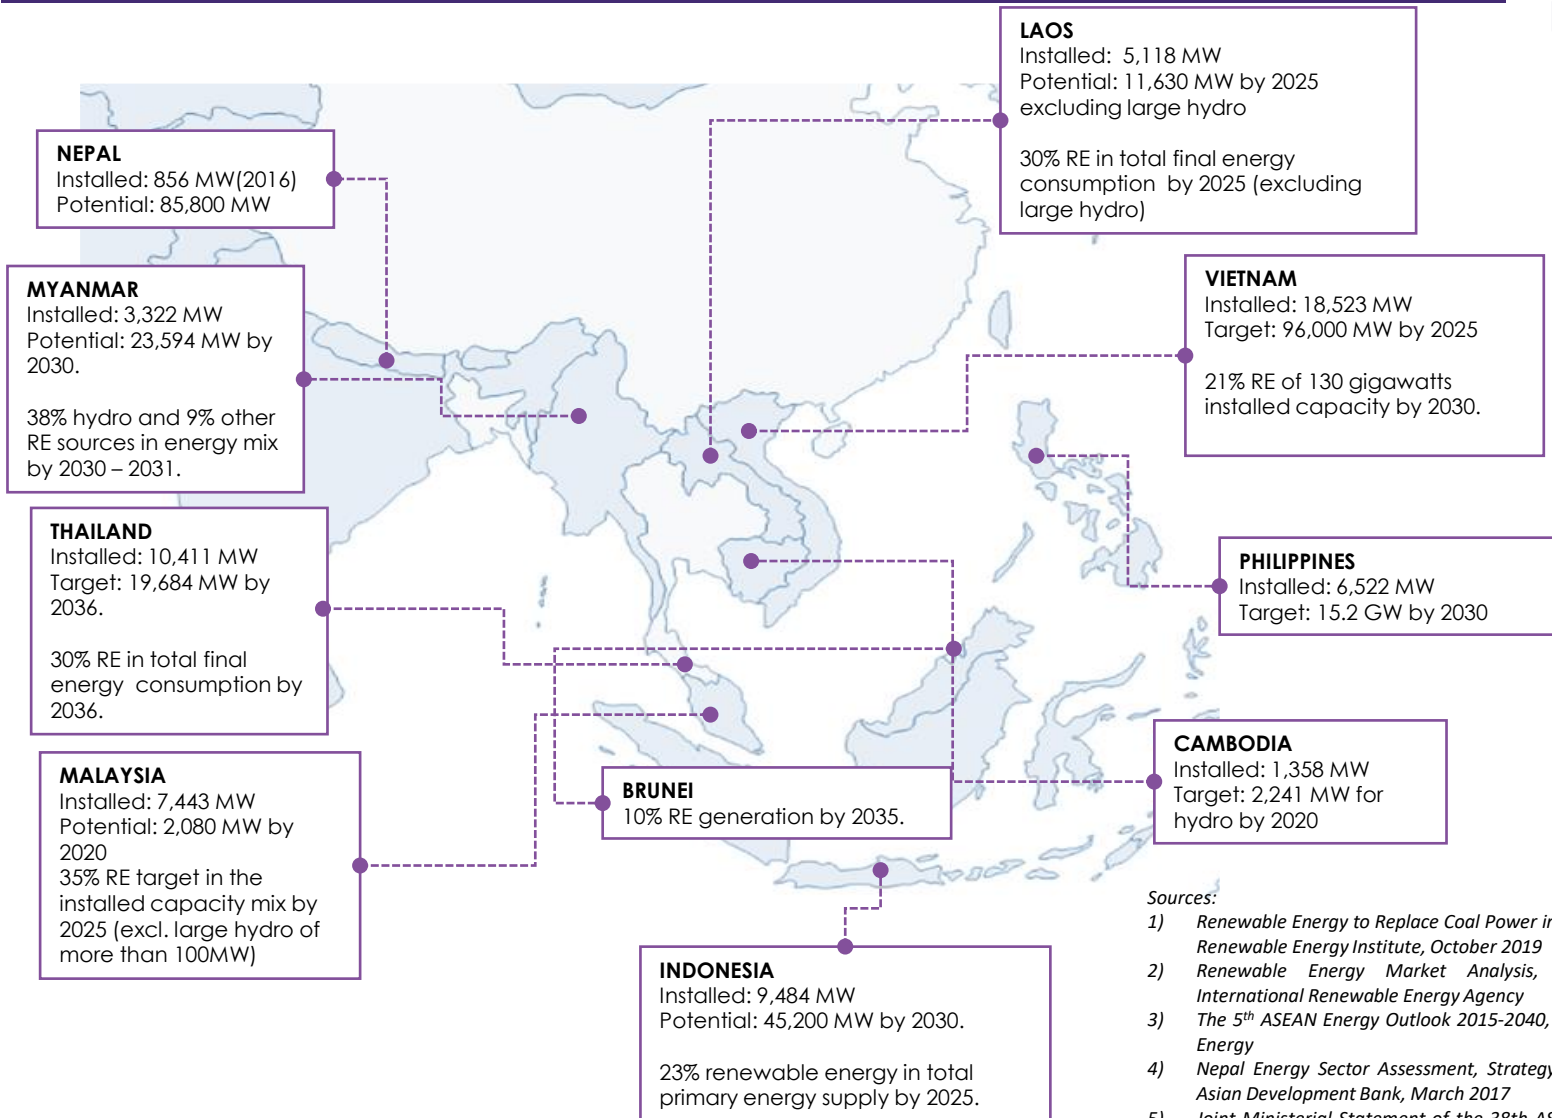 LAOS
Installed: 5,118 MW
Potential: 11,630 MW by 2025
excluding large hydro
30% RE in total final energy
consumption by 2025 (excluding
large hydro)
NEPAL
Installed: 856 MW(2016)
Potential: 85,800 MW
MYANMAR
Installed: 3,322 MW
Potential: 23,594 MW by
2030.
38% hydro and 9% other
RE sources in energy mix
by 2030 – 2031.
VIETNAM
Installed: 18,523 MW
Target: 96,000 MW by 2025
21% RE of 130 gigawatts
installed capacity by 2030.
THAILAND
Installed: 10,411 MW
Target: 19,684 MW by
2036.
30% RE in total final
energy consumption by
2036.
PHILIPPINES
Installed: 6,522 MW
Target: 15.2 GW by 2030
MALAYSIA
Installed: 7,443 MW
Potential: 2,080 MW by
2020
35% RE target in the
installed capacity mix by
2025 (excl. large hydro of
more than 100MW)
BRUNEI
10% RE generation by 2035.
CAMBODIA
Installed: 1,358 MW
Target: 2,241 MW for
hydro by 2020
INDONESIA
Installed: 9,484 MW
Potential: 45,200 MW by 2030.
23% renewable energy in total
primary energy supply by 2025.
Sources:
1) Renewable Energy to Replace Coal Power in
Renewable Energy Institute, October 2019
2) Renewable Energy Market Analysis,
International Renewable Energy Agency
3) The 5th ASEAN Energy Outlook 2015-2040,
Energy
4) Nepal Energy Sector Assessment, Strategy
Asian Development Bank, March 2017
5) Joint Ministerial Statement of the 38th